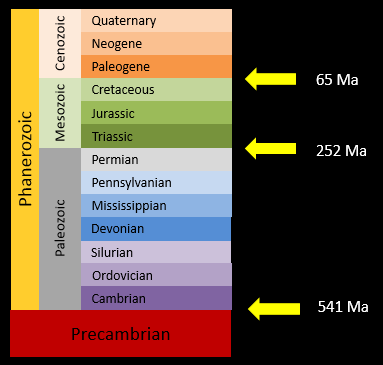 Phanerozoic
Cenozoic
Quaternary
Neogene
Paleogene
65 Ma
Mesozoic
Cretaceous
Jurassic
Triassic
252 Ma
Paleozoic
Permian
Pennsylvanian
Mississippian
Devonian
Silurian
Ordovician
Cambrian
541 Ma
Precambrian